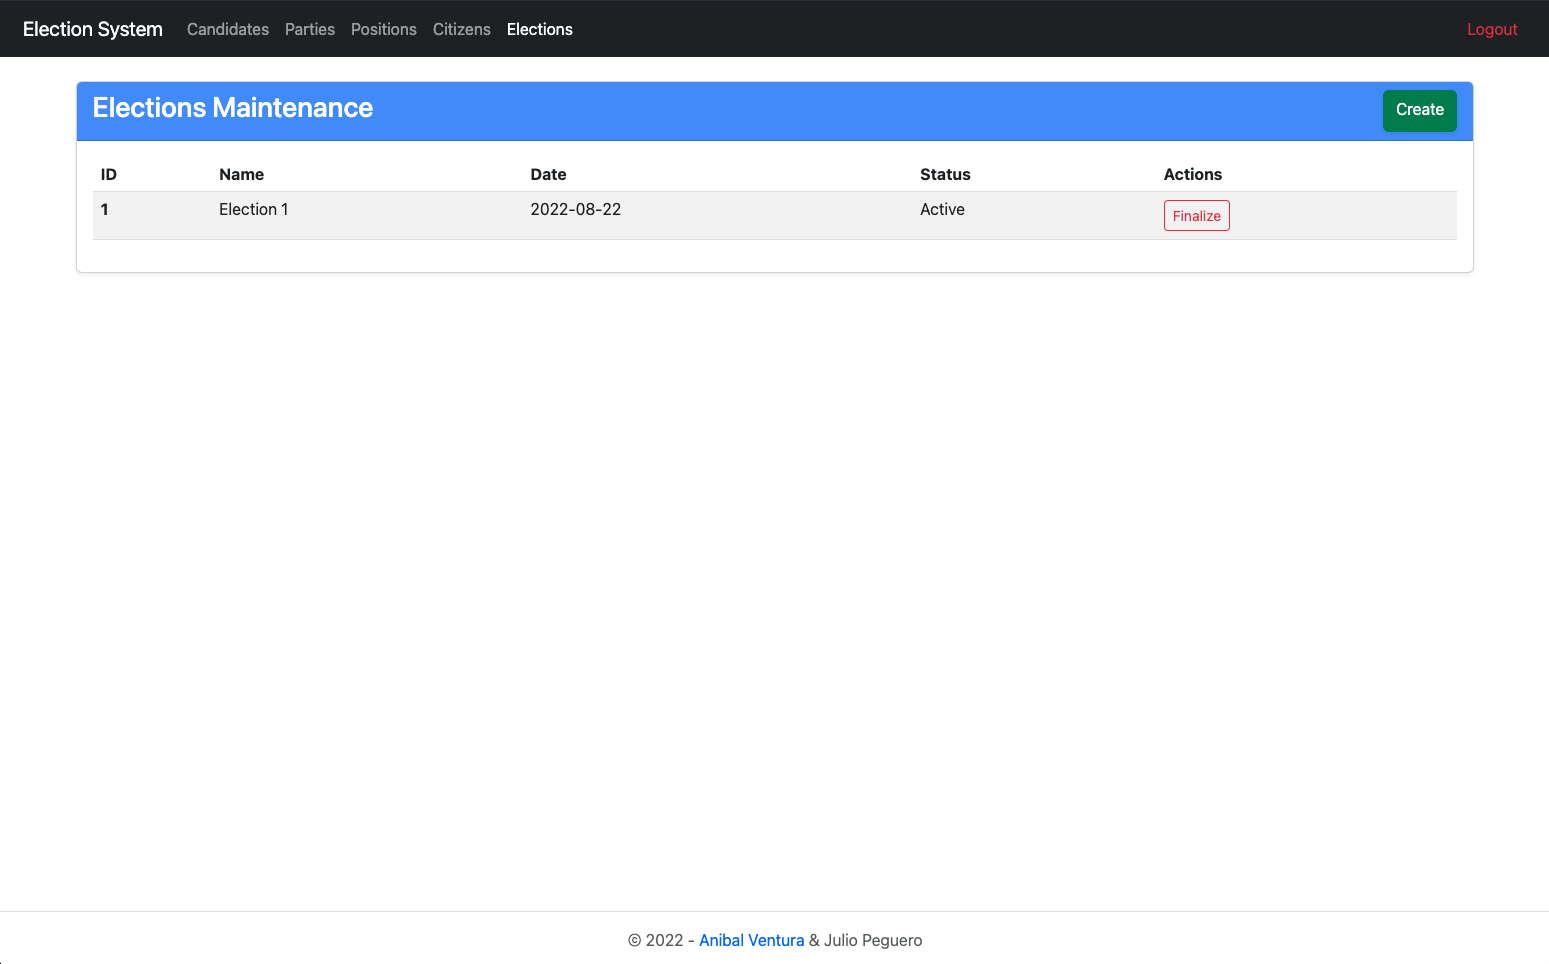 Election System Candidates Parties Positions Citizens Elections Logout
Elections Maintenance Create
ID Name Date Status Actions
1 Election 1 2022-08-22 Active Finalize
© 2022 - Anibal Ventura & Julio Peguero